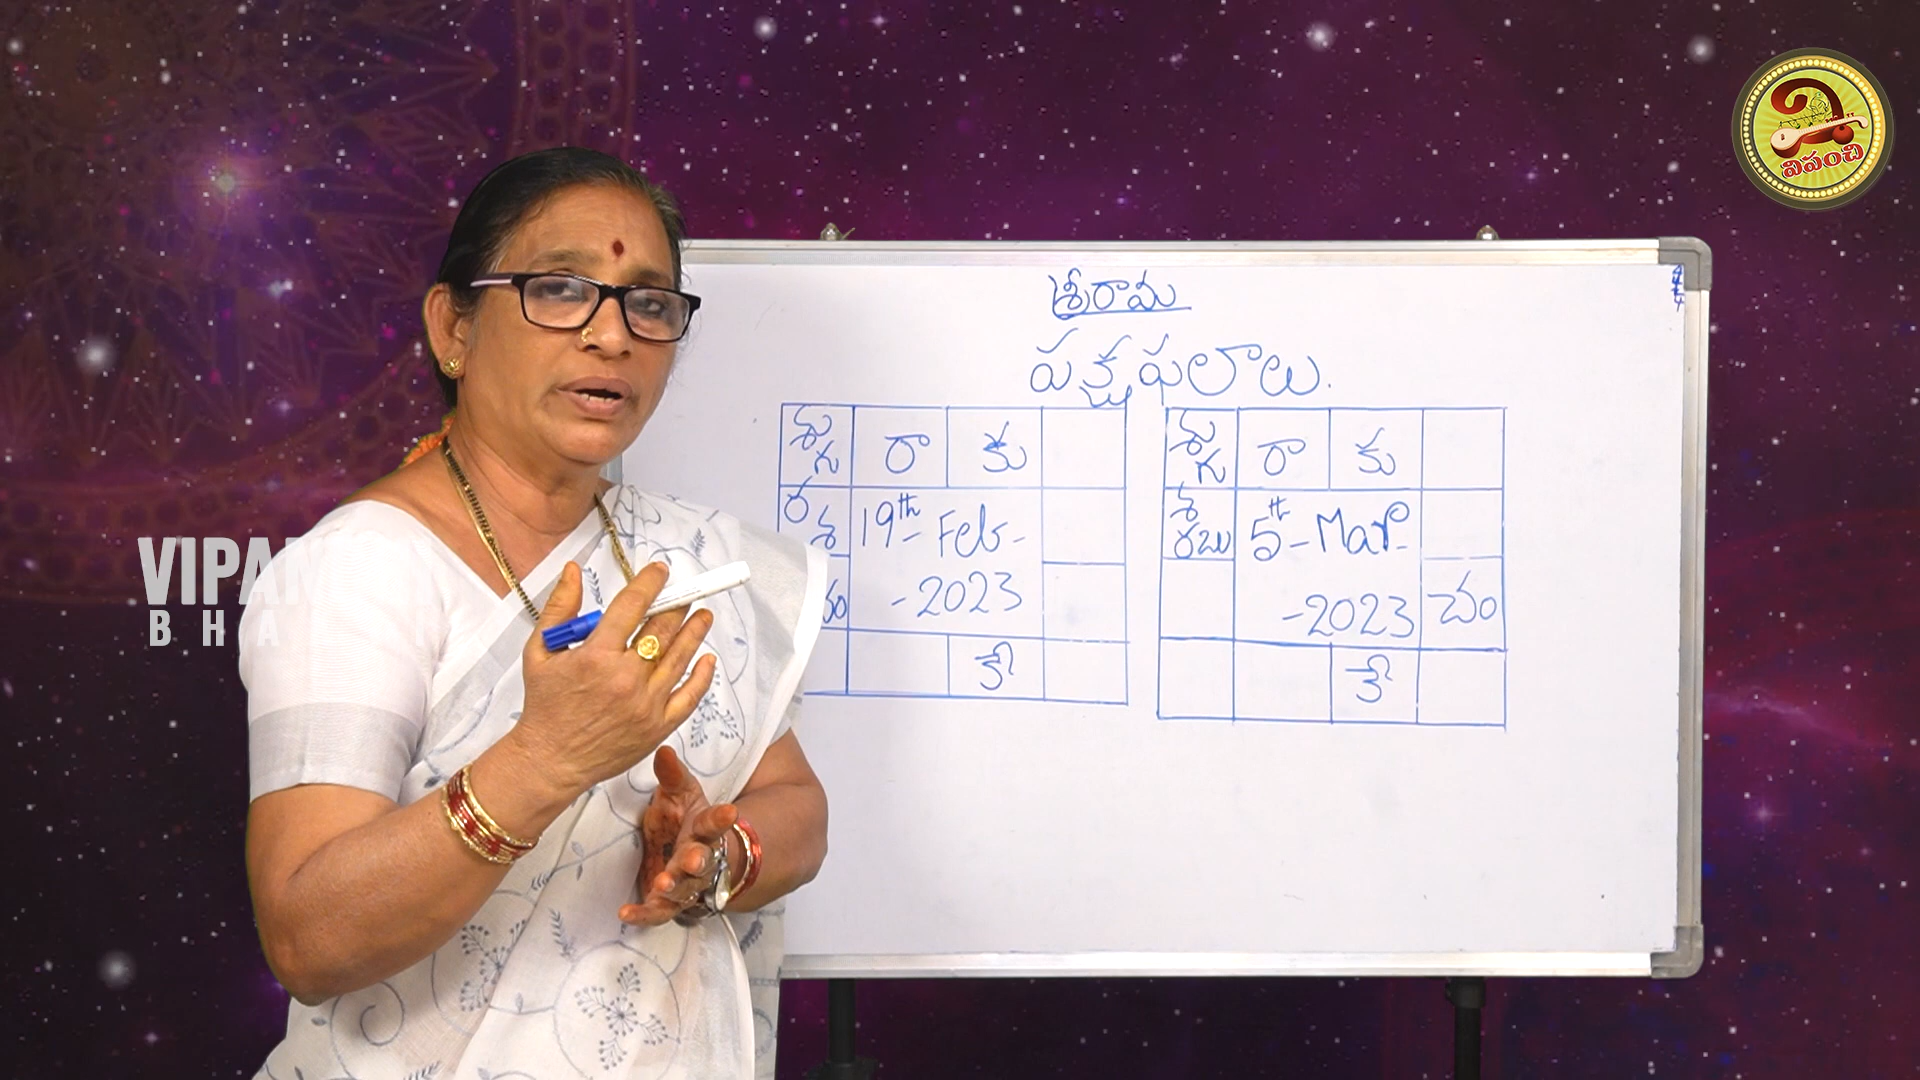 విపంచి
శ్రీరామ
పక్షఫలాలు.
శు గు రా కు
ర శ 19th- Feb-
-2023
కే
శు గు రా కు
శ ర బు 5th- Mar-
-2023 చం
కే
VIPAN
BHA